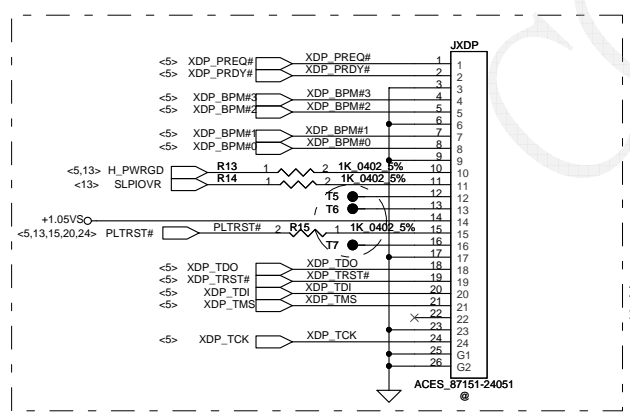 JXDP
<5> XDP_PREQ# XDP_PREQ# 1 1
<5> XDP_PRDY# XDP_PRDY# 2 2
3 3
<5> XDP_BPM#3 XDP_BPM#3 4 4
<5> XDP_BPM#2 XDP_BPM#2 5 5
6 6
<5> XDP_BPM#1 XDP_BPM#1 7 7
<5> XDP_BPM#0 XDP_BPM#0 8 8
9 9
<5,13> H_PWRGD R13 1 2 1K_0402_5% 10 10
<13> SLPIOVR R14 1 2 1K_0402_5% 11 11
T5 12 12
T6 13 13
+1.05VS 14 14
<5,13,15,20,24> PLTRST# PLTRST# 2 R15 1 1K_0402_5% 15 15
T7 16 16
17 17
<5> XDP_TDO XDP_TDO 18 18
<5> XDP_TRST# XDP_TRST# 19 19
<5> XDP_TDI XDP_TDI 20 20
<5> XDP_TMS XDP_TMS 21 21
22 22
23 23
<5> XDP_TCK XDP_TCK 24 24
25 G1
26 G2
ACES_87151-24051
@